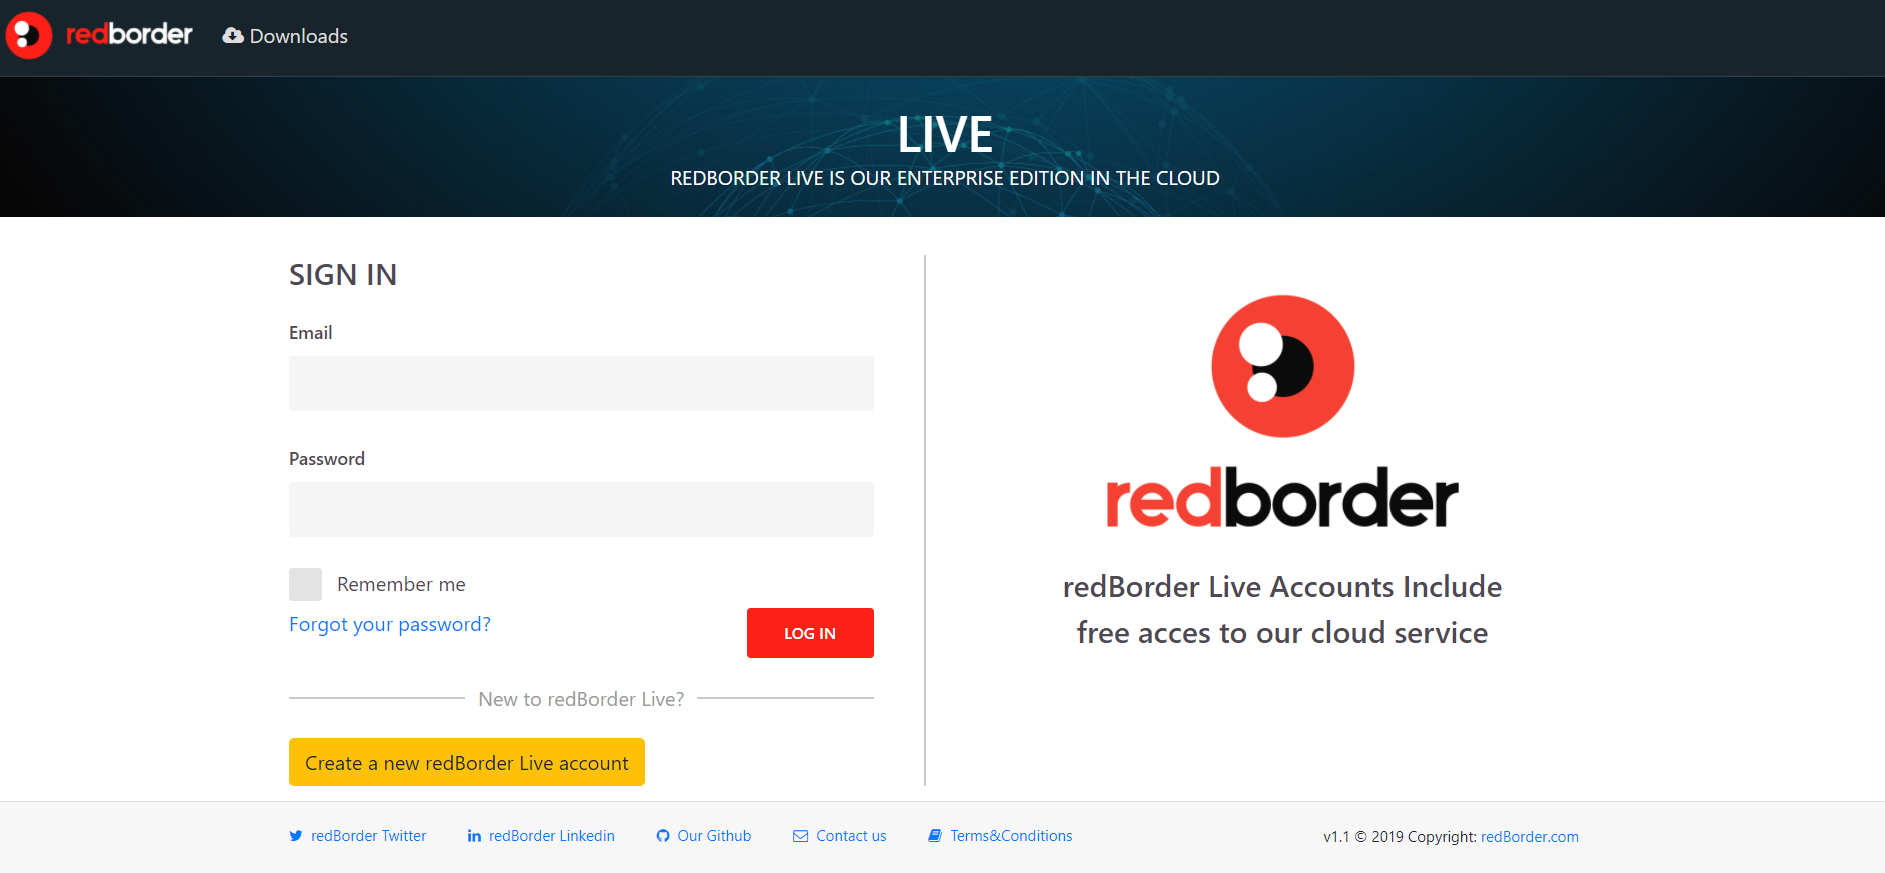 redborder Downloads
LIVE
REDBORDER LIVE IS OUR ENTERPRISE EDITION IN THE CLOUD
SIGN IN
Email
Password
Remember me
Forgot your password?
LOG IN
New to redBorder Live?
Create a new redBorder Live account
redborder
redBorder Live Accounts Include
free acces to our cloud service
redBorder Twitter redBorder Linkedin Our Github Contact us Terms&Conditions v1.1 © 2019 Copyright: redBorder.com